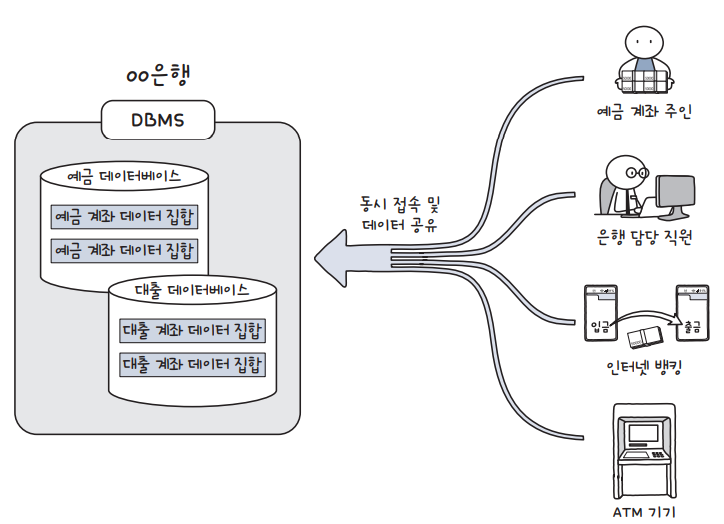 oo은행
DBMS
예금 데이터베이스
예금 계좌 데이터 집합
예금 계좌 데이터 집합
대출 데이터베이스
대출 계좌 데이터 집합
대출 계좌 데이터 집합
동시 접속 및
데이터 공유
예금 계좌 주인
은행 담당 직원
입금
출금
인터넷 뱅킹
ATM 기기